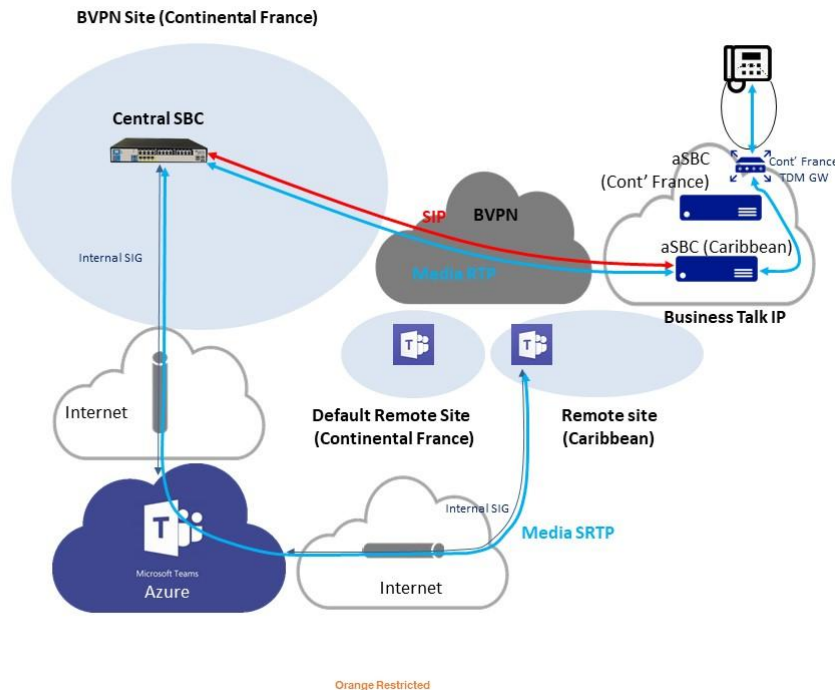 BVPN Site (Continental France)
Central SBC
aSBC
(Cont' France)
Cont' France
TDM GW
SIP
BVPN
aSBC (Caribbean)
Internal SIG
Media RTP
Business Talk IP
T
T
Internet
Default Remote Site
(Continental France)
Remote site
(Caribbean)
Internal SIG
Media SRTP
T
Microsoft Teams
Azure
Internet
Orange Restricted